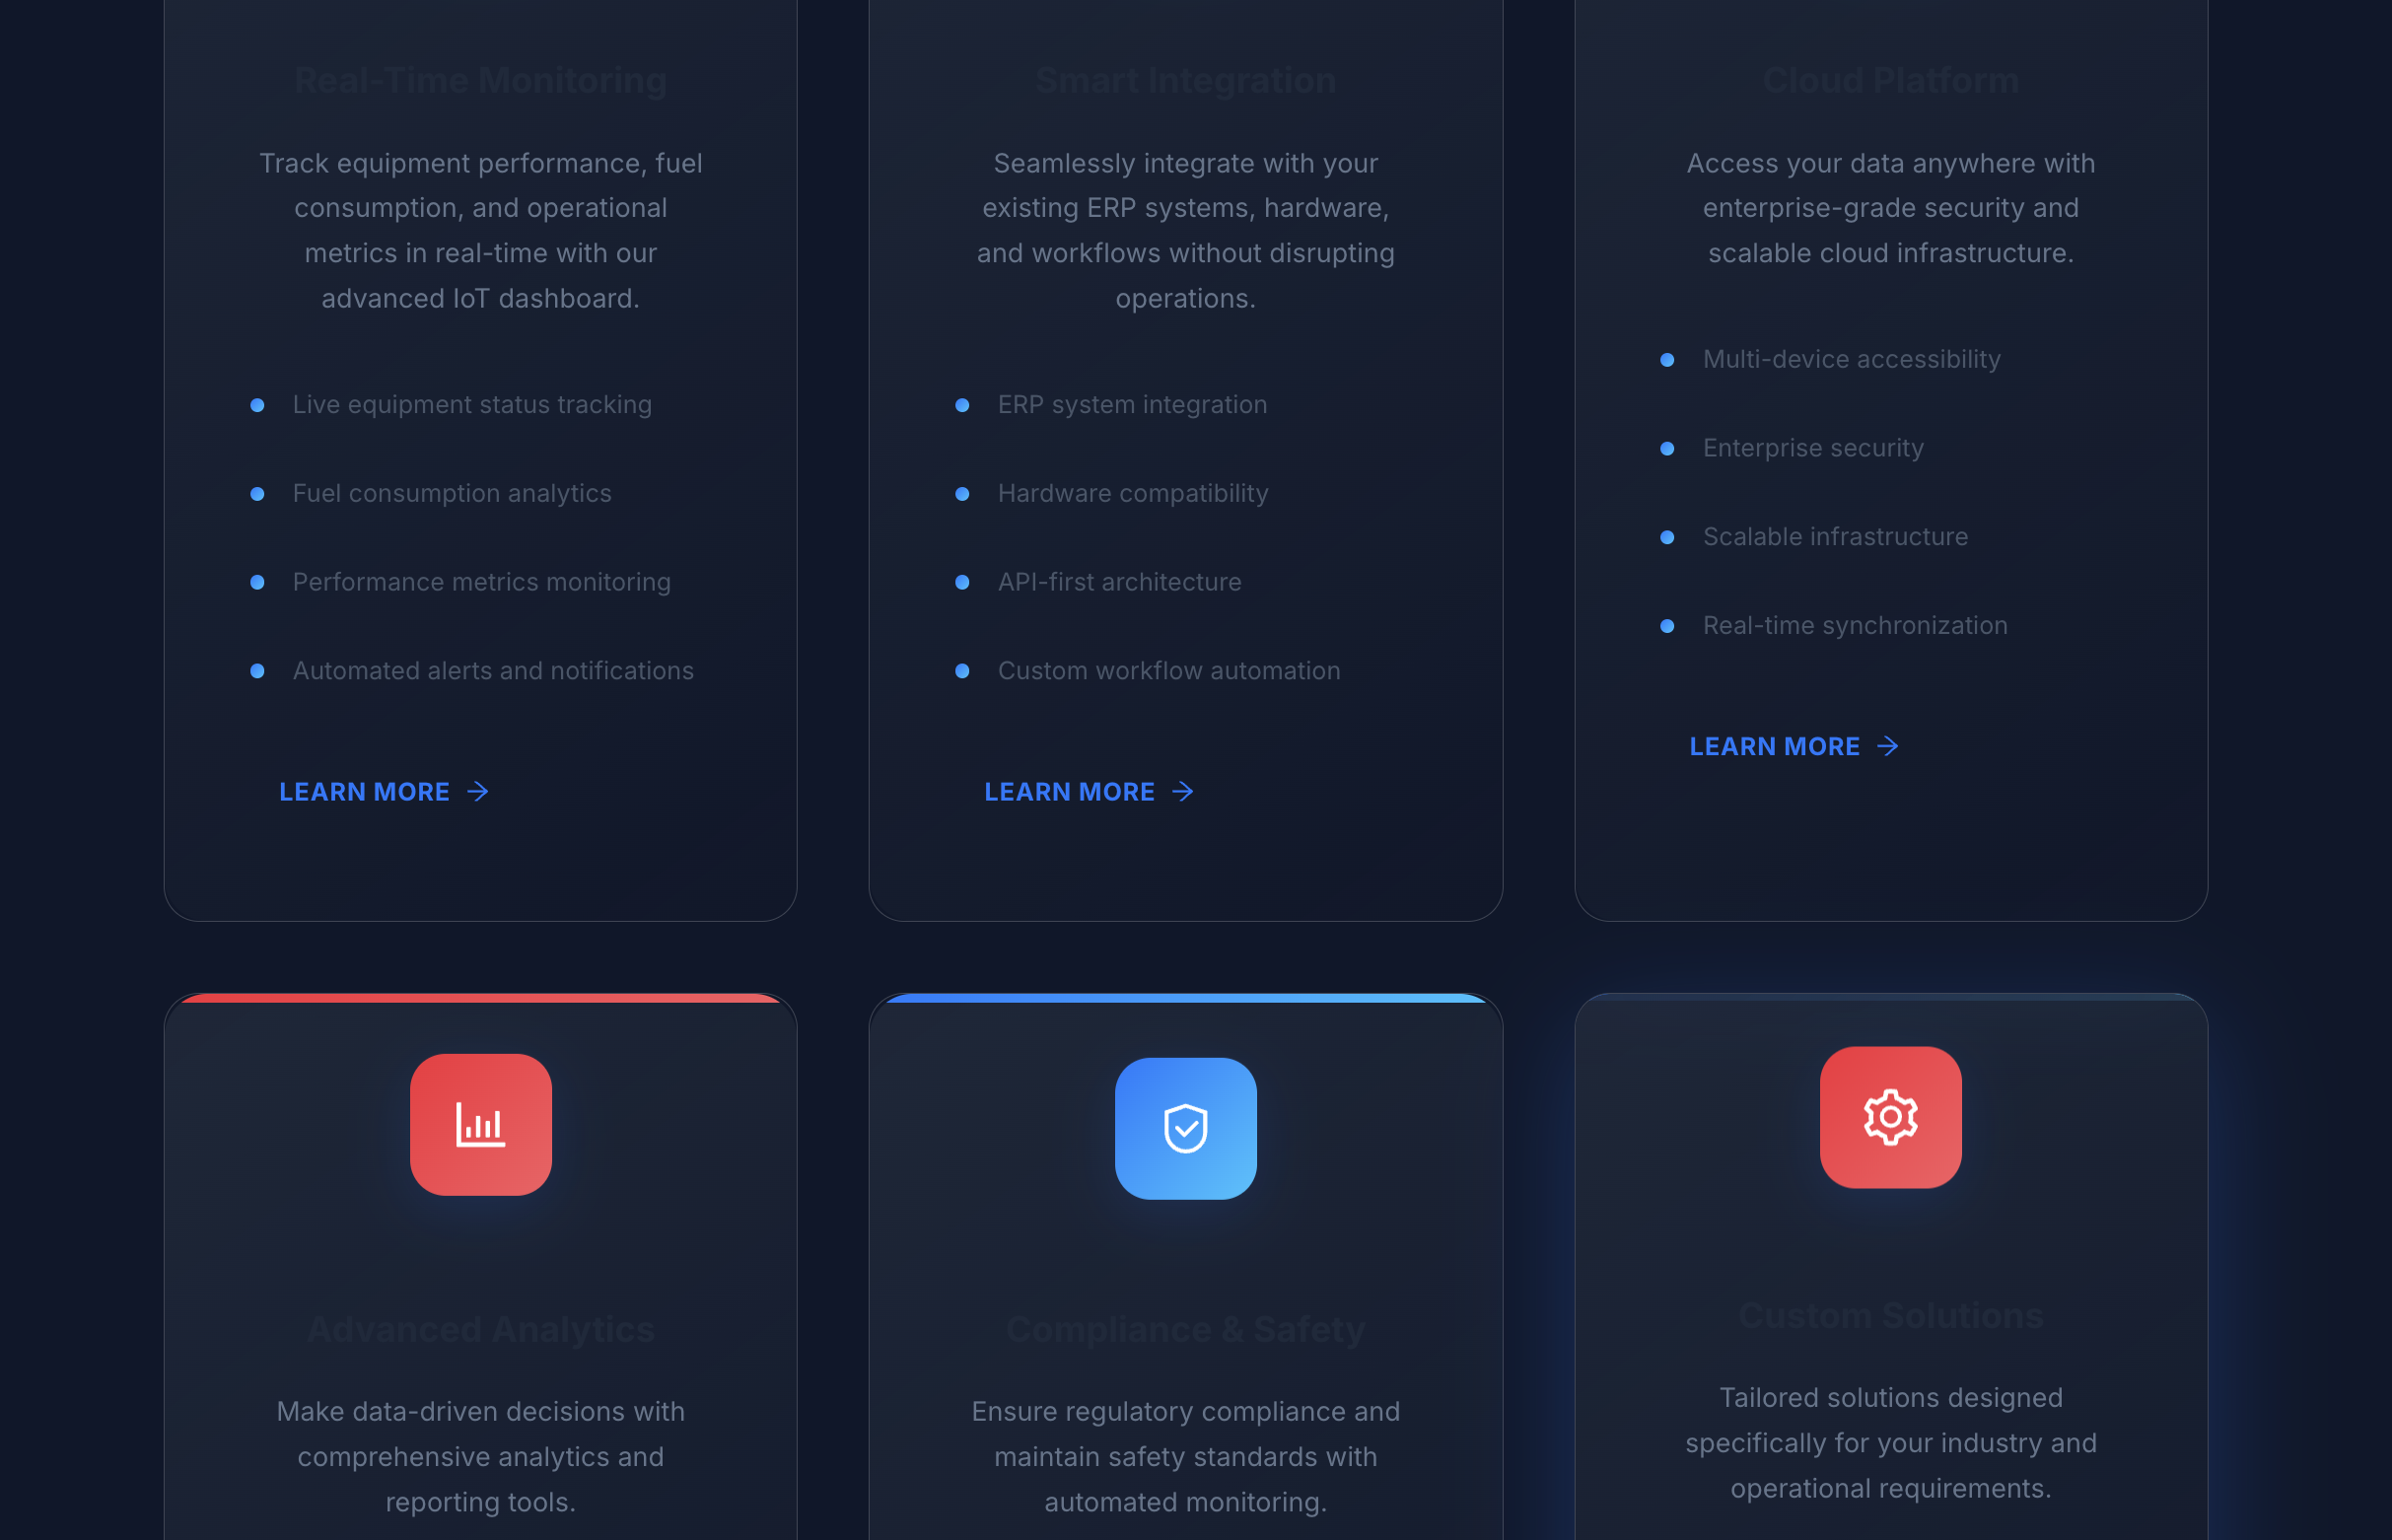 Real-Time Monitoring
Track equipment performance, fuel
consumption, and operational
metrics in real-time with our
advanced IoT dashboard.
Live equipment status tracking
Fuel consumption analytics
Performance metrics monitoring
Automated alerts and notifications
LEARN MORE →
Smart Integration
Seamlessly integrate with your
existing ERP systems, hardware,
and workflows without disrupting
operations.
ERP system integration
Hardware compatibility
API-first architecture
Custom workflow automation
LEARN MORE →
Cloud Platform
Access your data anywhere with
enterprise-grade security and
scalable cloud infrastructure.
Multi-device accessibility
Enterprise security
Scalable infrastructure
Real-time synchronization
LEARN MORE →
Advanced Analytics
Make data-driven decisions with
comprehensive analytics and
reporting tools.
Compliance & Safety
Ensure regulatory compliance and
maintain safety standards with
automated monitoring.
Custom Solutions
Tailored solutions designed
specifically for your industry and
operational requirements.